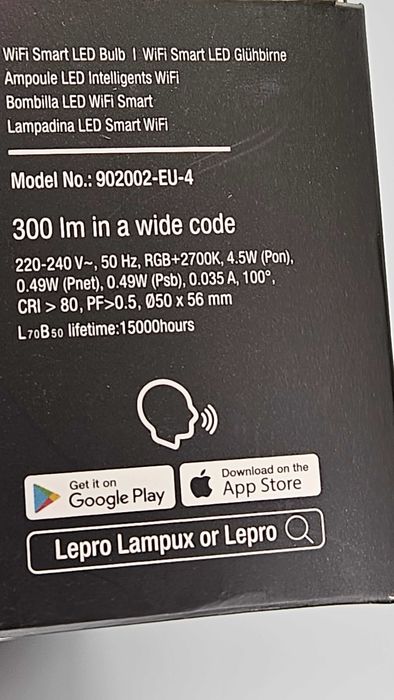 WiFi Smart LED Bulb | WiFi Smart LED Glühbirne
Ampoule LED Intelligents WiFi
Bombilla LED WiFi Smart
Lampadina LED Smart WiFi
Model No.: 902002-EU-4
300 lm in a wide code
220-240 V~, 50 Hz, RGB+2700K, 4.5W (Pon),
0.49W (Pnet), 0.49W (Psb), 0.035 A, 100°,
CRI > 80, PF>0.5, Ø50 x 56 mm
L70B50 lifetime:15000hours
Get it on
Google Play
Download on the
App Store
Lepro Lampux or Lepro